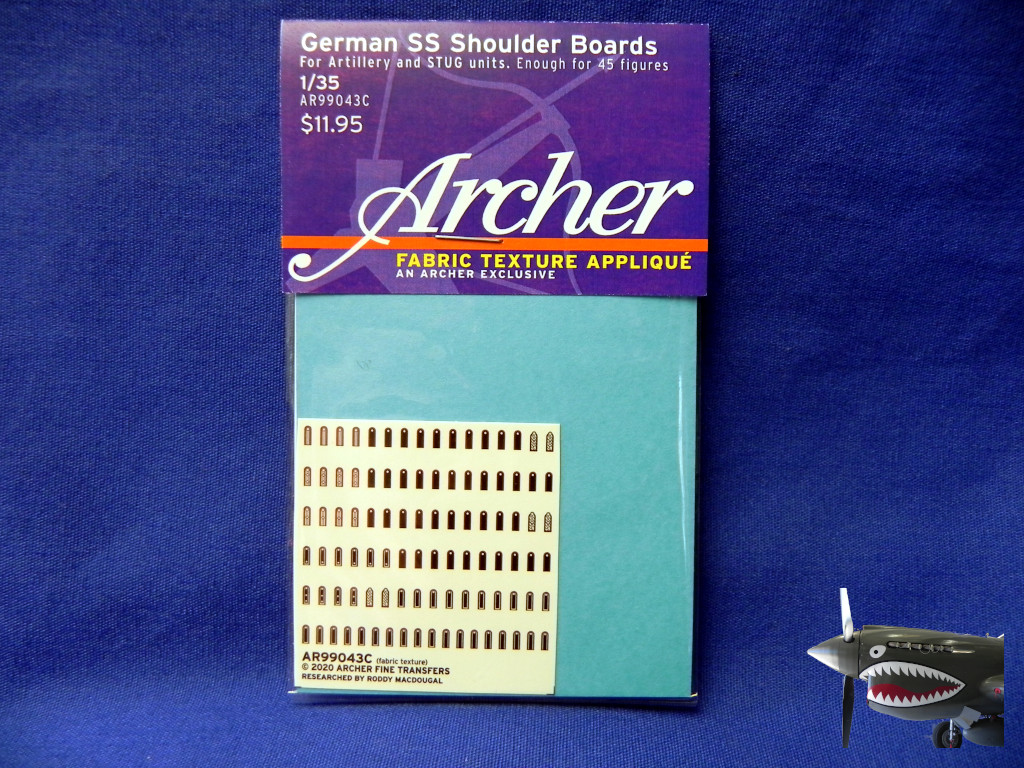 German SS Shoulder Boards
For Artillery and STUG units. Enough for 45 figures
1/35
AR99043C
$11.95
Archer
FABRIC TEXTURE APPLIQUÉ
AN ARCHER EXCLUSIVE
AR99043C (fabric texture)
© 2020 ARCHER FINE TRANSFERS
RESEARCHED BY RODDY MACDOUGAL